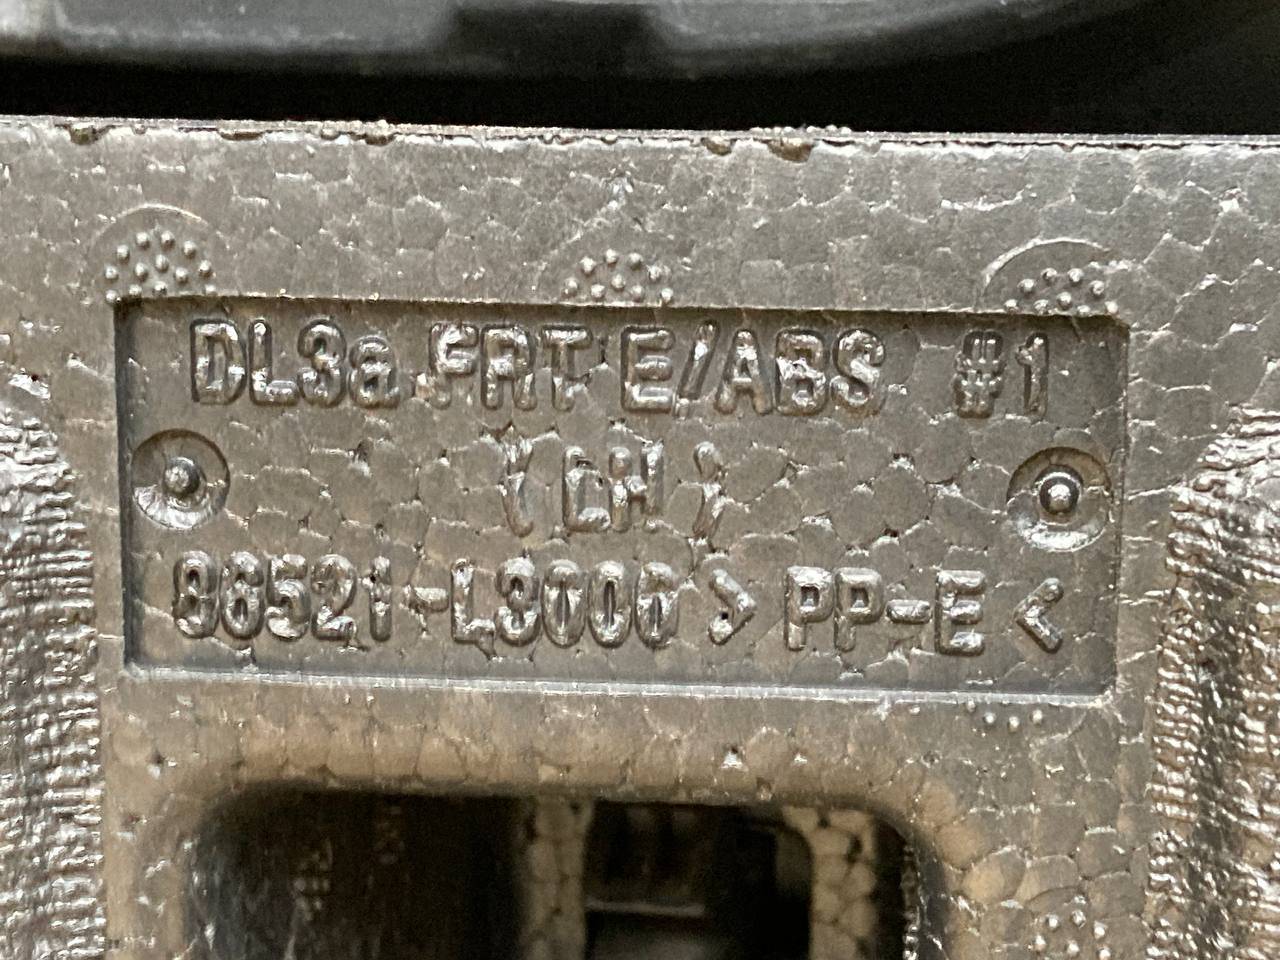 DL3a FRT E/ABS #1
(LH)
86521-L3000 >PP-E<